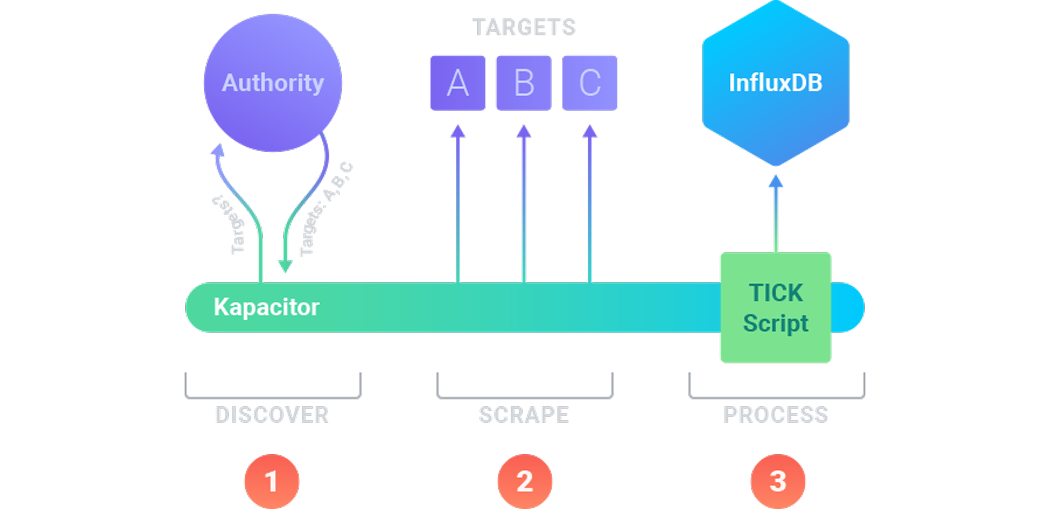 TARGETS
Authority
A
B
C
InfluxDB
Targets?
Targets: A,B,C
Kapacitor
TICK
Script
DISCOVER
SCRAPE
PROCESS
1
2
3